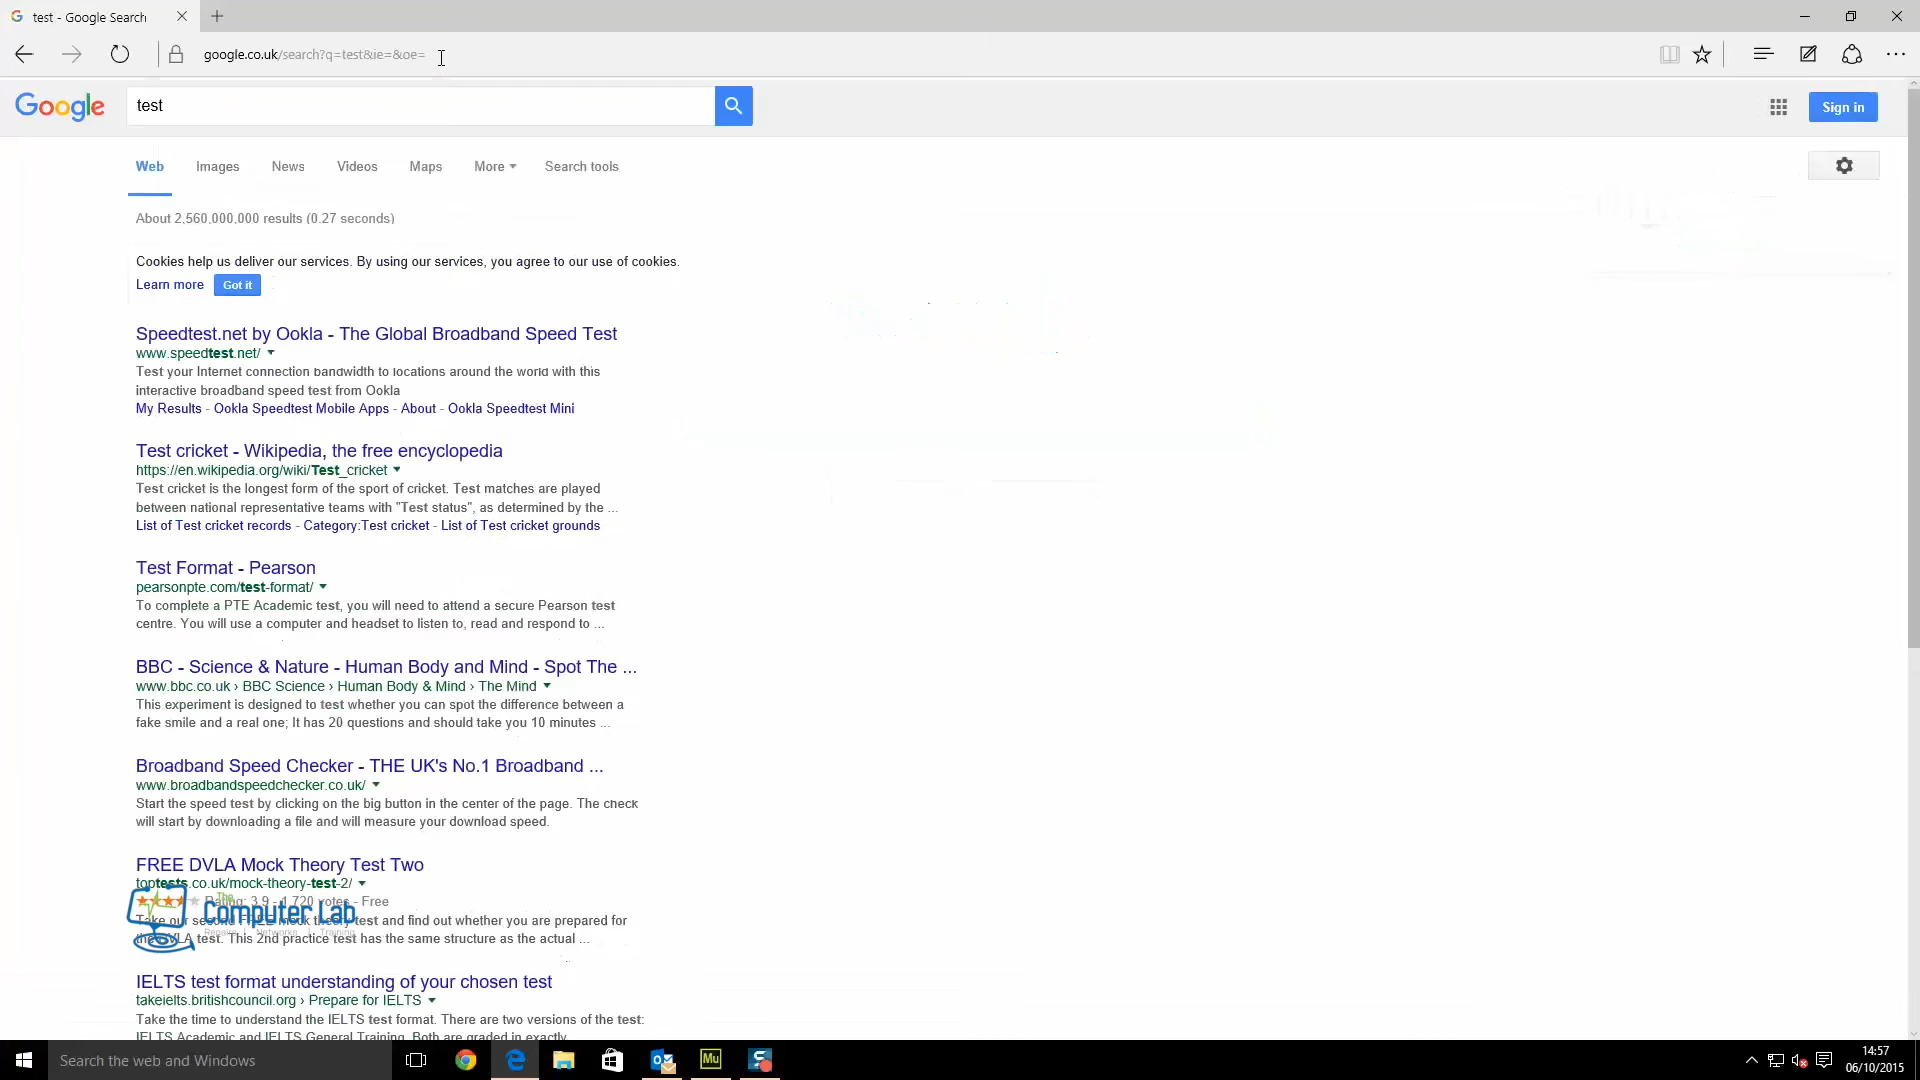 test - Google Search
google.co.uk/search?q=test&ie=&oe=
Google
test
Sign in
Web Images News Videos Maps More Search tools
About 2,560,000,000 results (0.27 seconds)
Cookies help us deliver our services. By using our services, you agree to our use of cookies.
Learn more Got it
Speedtest.net by Ookla - The Global Broadband Speed Test
www.speedtest.net/
Test your Internet connection bandwidth to locations around the world with this
interactive broadband speed test from Ookla
My Results - Ookla Speedtest Mobile Apps - About - Ookla Speedtest Mini
Test cricket - Wikipedia, the free encyclopedia
https://en.wikipedia.org/wiki/Test_cricket
Test cricket is the longest form of the sport of cricket. Test matches are played
between national representative teams with "Test status", as determined by the ...
List of Test cricket records - Category:Test cricket - List of Test cricket grounds
Test Format - Pearson
pearsonpte.com/test-format/
To complete a PTE Academic test, you will need to attend a secure Pearson test
centre. You will use a computer and headset to listen to, read and respond to ...
BBC - Science & Nature - Human Body and Mind - Spot The ...
www.bbc.co.uk › BBC Science › Human Body & Mind › The Mind
This experiment is designed to test whether you can spot the difference between a
fake smile and a real one; It has 20 questions and should take you 10 minutes ...
Broadband Speed Checker - THE UK's No.1 Broadband ...
www.broadbandspeedchecker.co.uk/
Start the speed test by clicking on the big button in the center of the page. The check
will start by downloading a file and will measure your download speed.
FREE DVLA Mock Theory Test Two
toptests.co.uk/mock-theory-test-2/
Rating: 3.9 - 1,720 votes - Free
The
Computer Lab
Take our second FREE mock theory test and find out whether you are prepared for
Repairs | Networks | Training
the DVLA test. This 2nd practice test has the same structure as the actual ...
IELTS test format understanding of your chosen test
takeielts.britishcouncil.org › Prepare for IELTS
Take the time to understand the IELTS test format. There are two versions of the test:
IELTS Academic and IELTS General Training. Both are graded in exactly
Search the web and Windows
Mu
S
14:57
06/10/2015